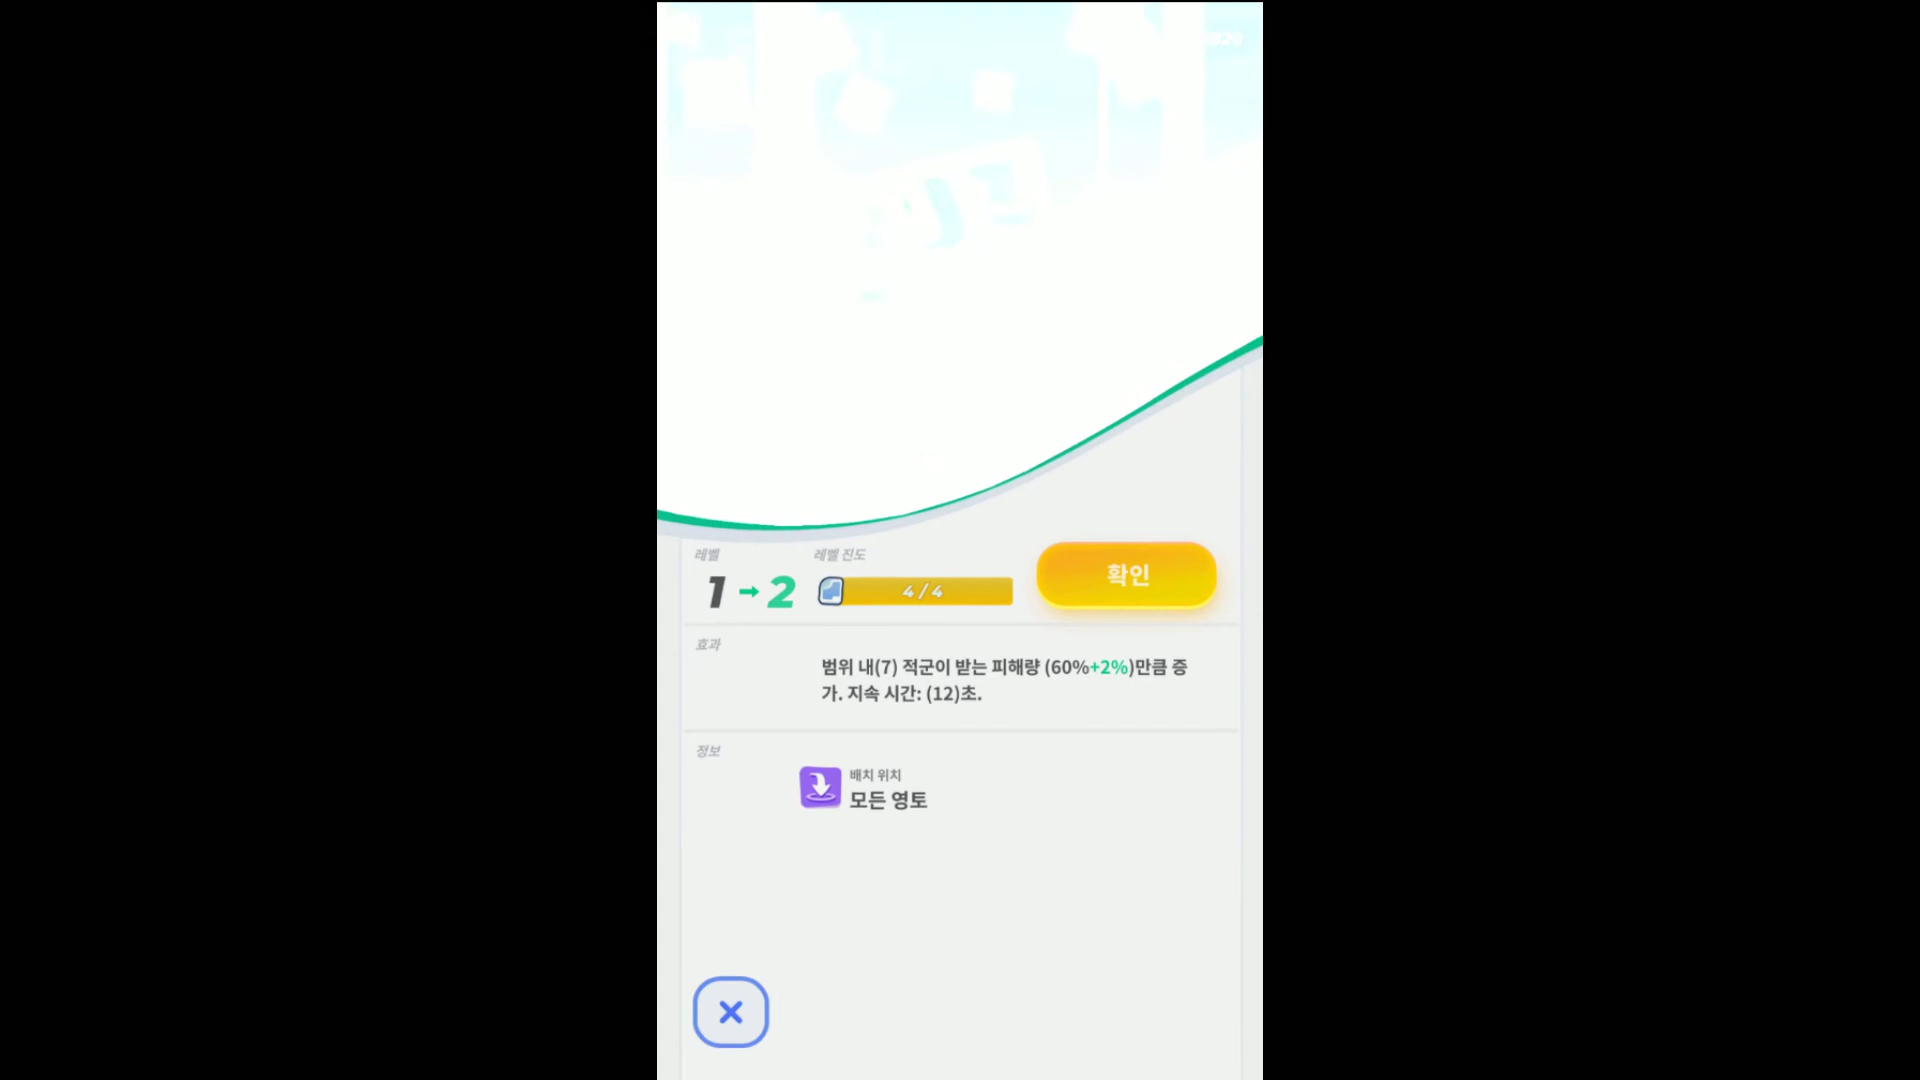 레벨
레벨 진도
1 → 2
4/4
확인
효과
범위 내(7) 적군이 받는 피해량 (60%+2%)만큼 증
가. 지속 시간: (12)초.
정보
배치 위치
모든 영토